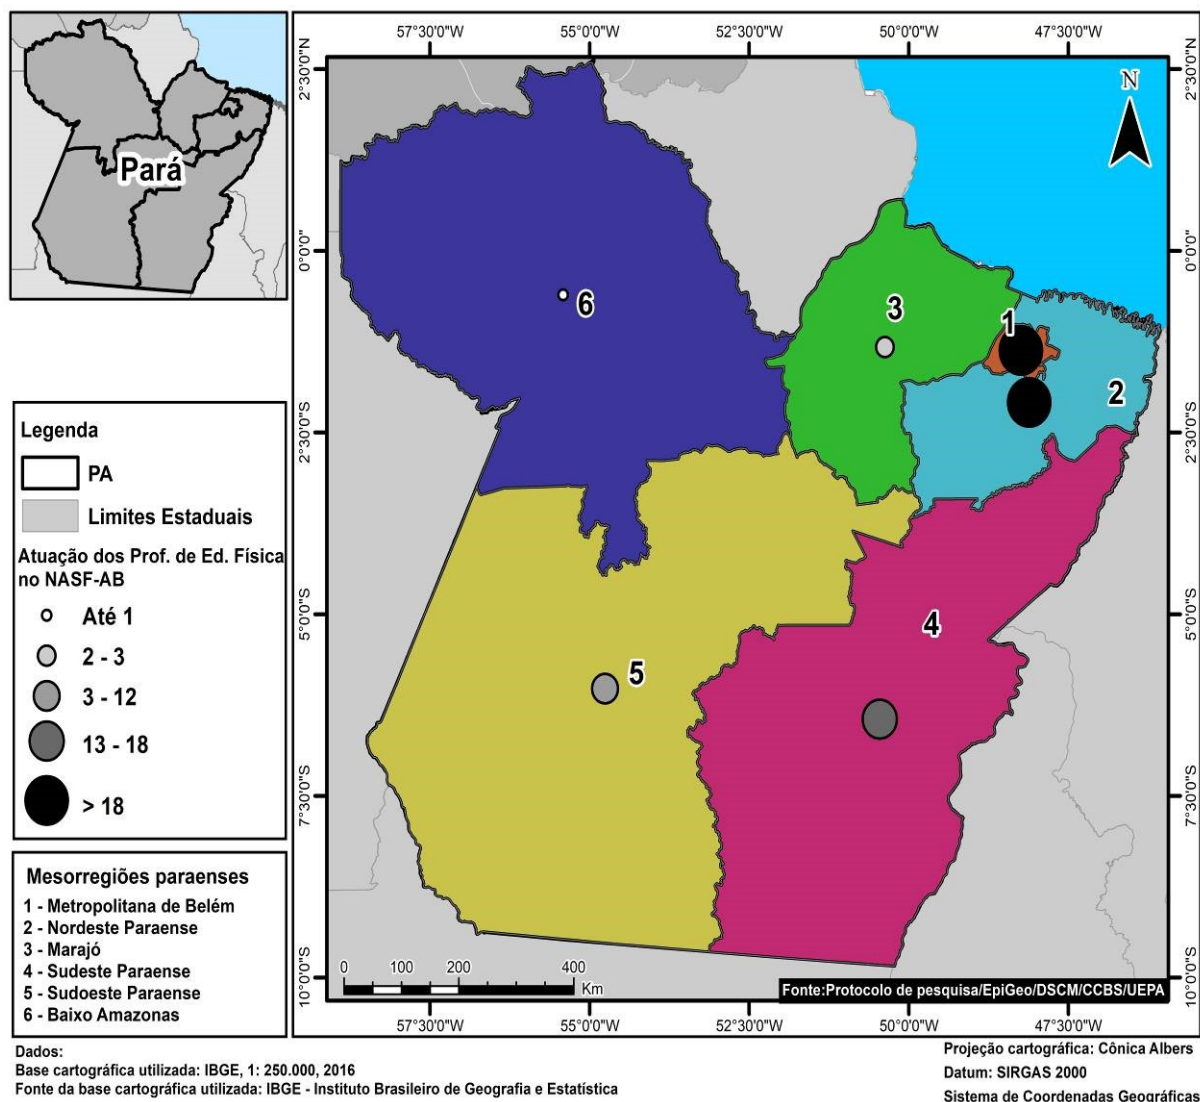 Pará
Legenda
PA
Limites Estaduais
Atuação dos Prof. de Ed. Física
no NASF-AB
Até 1
2 - 3
3 - 12
13 - 18
> 18
Mesorregiões paraenses
1 - Metropolitana de Belém
2 - Nordeste Paraense
3 - Marajó
4 - Sudeste Paraense
5 - Sudoeste Paraense
6 - Baixo Amazonas
57°30'0"W 55°0'0"W 52°30'0"W 50°0'0"W 47°30'0"W
2°30'0"N
0°0'0"
2°30'0"S
5°0'0"S
7°30'0"S
10°0'0"S
N
6
3
1
2
4
5
0 100 200 400
Km
Fonte:Protocolo de pesquisa/EpiGeo/DSCM/CCBS/UEPA
2°30'0"N
0°0'0"
2°30'0"S
5°0'0"S
7°30'0"S
10°0'0"S
57°30'0"W 55°0'0"W 52°30'0"W 50°0'0"W 47°30'0"W
Dados:
Base cartográfica utilizada: IBGE, 1: 250.000, 2016
Fonte da base cartográfica utilizada: IBGE - Instituto Brasileiro de Geografia e Estatística
Projeção cartográfica: Cônica Albers
Datum: SIRGAS 2000
Sistema de Coordenadas Geográficas